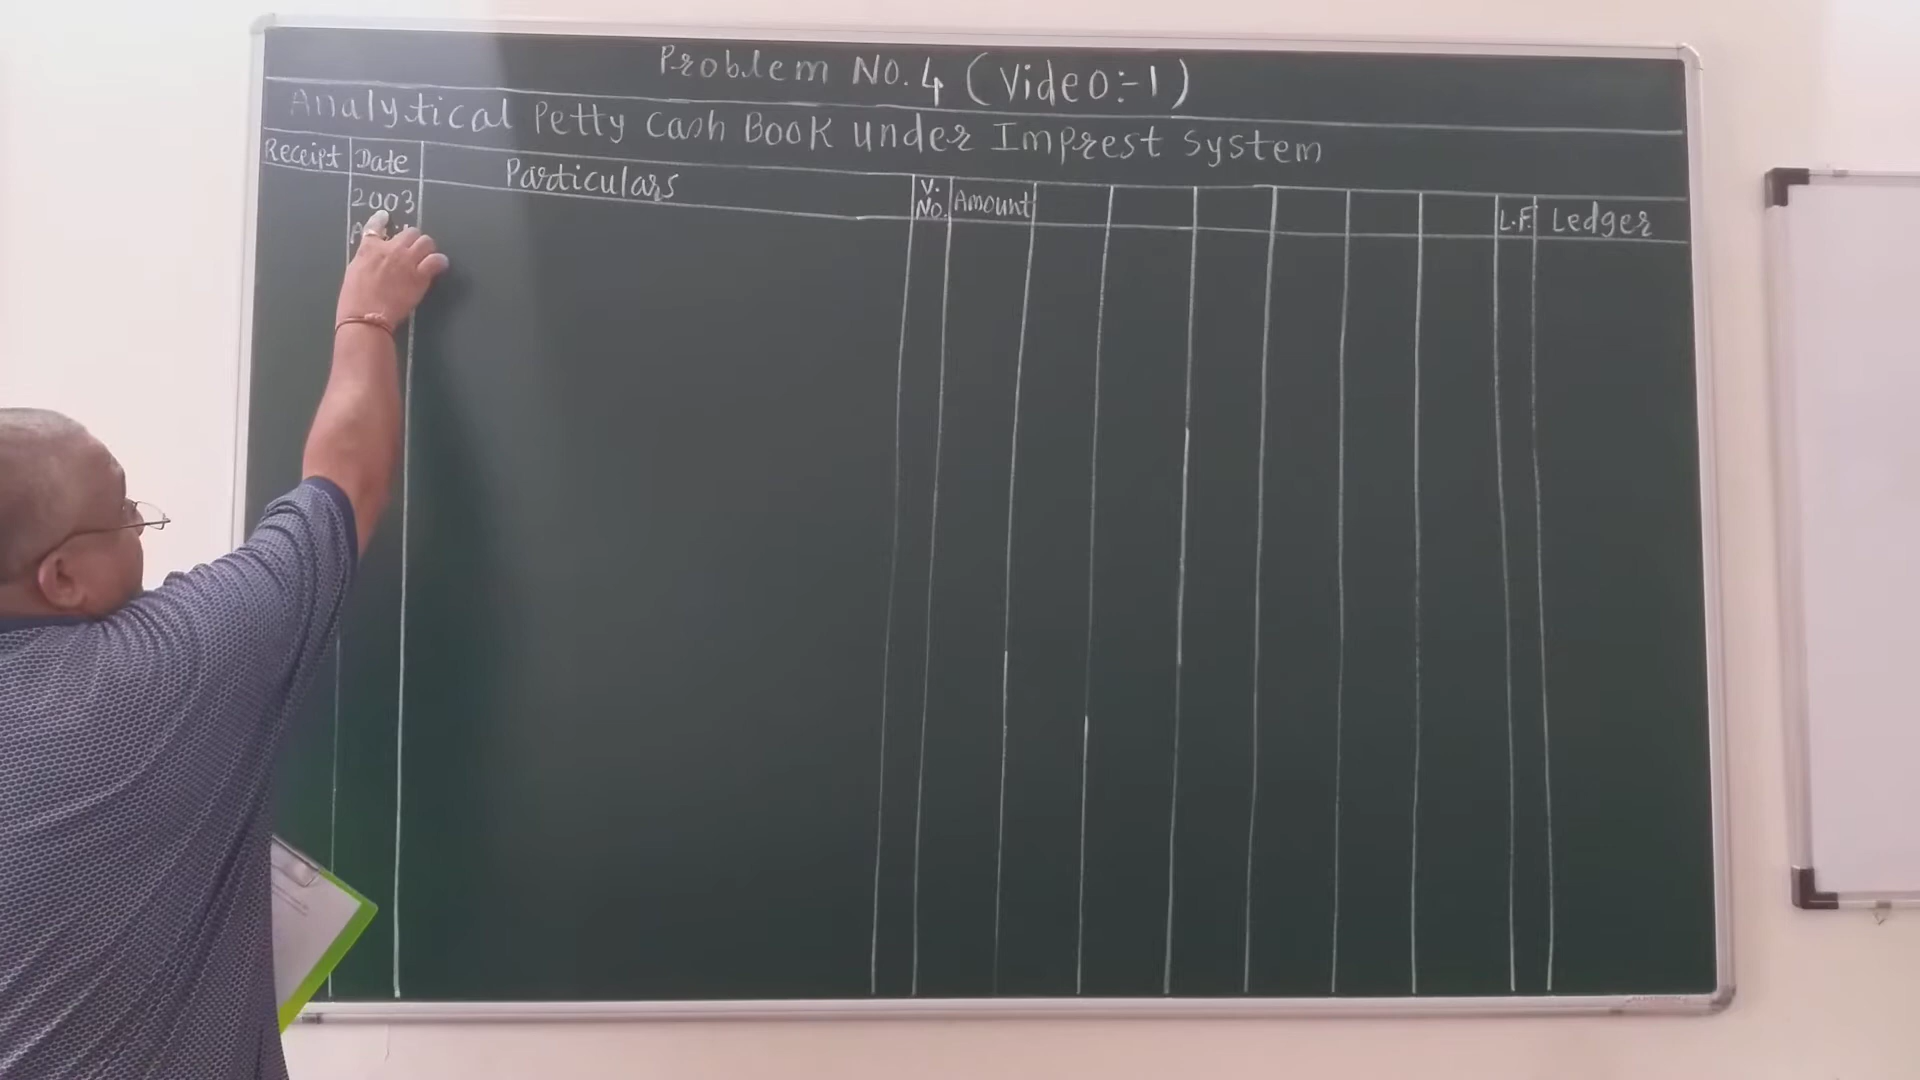 Problem No. 4 (Video:-1)
Analytical Petty Cash Book under Imprest System
Receipt Date Particulars V. No. Amount L.F. Ledger
2003